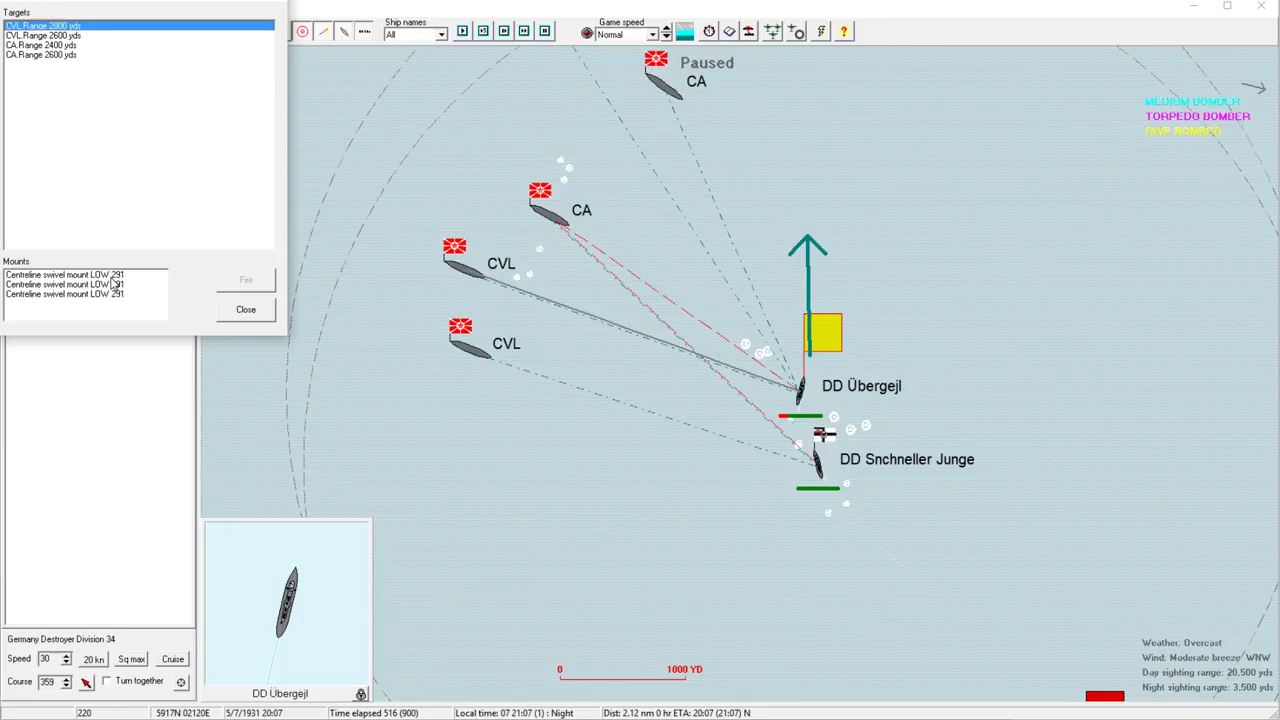 Targets
CVL Range 2800 yds
CVL Range 2600 yds
CA Range 2400 yds
CA Range 2600 yds
Mounts
Centreline swivel mount LOW 291
Centreline swivel mount LOW 291
Centreline swivel mount LOW 291
Fire
Close
Ship names
All
Game speed
Normal
Paused
CA
CA
CVL
CVL
MEDIUM BOMBER
TORPEDO BOMBER
DIVE BOMBER
DD Übergejl
DD Snchneller Junge
Germany Destroyer Division 34
Speed 30 20 kn Sq max Cruise
Course 359 Turn together
DD Übergejl
0 1000 YD
Weather: Overcast
Wind: Moderate breeze WNW
Day sighting range: 20,500 yds
Night sighting range: 3,500 yds
220 5917N 02120E 5/7/1931 20:07 Time elapsed 516 (900) Local time: 07 21:07 (1) : Night Dist: 2.12 nm 0 hr ETA: 20:07 (21:07) N